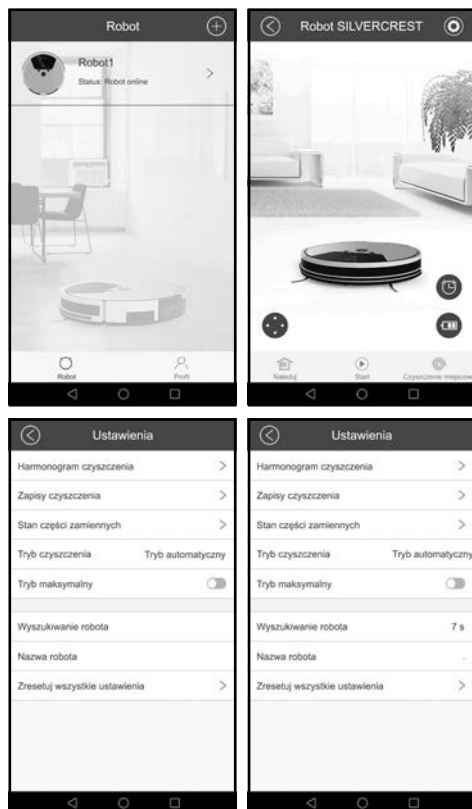 Robot
Robot1
Status: Robot online
Robot
Profil
Robot SILVERCREST
Naładuj
Start
Czyszczenie miejscow
Ustawienia
Harmonogram czyszczenia
Zapisy czyszczenia
Stan części zamiennych
Tryb czyszczenia Tryb automatyczny
Tryb maksymalny
Wyszukiwanie robota
Nazwa robota
Zresetuj wszystkie ustawienia
Ustawienia
Harmonogram czyszczenia
Zapisy czyszczenia
Stan części zamiennych
Tryb czyszczenia Tryb automatyczny
Tryb maksymalny
Wyszukiwanie robota 7 s
Nazwa robota .
Zresetuj wszystkie ustawienia